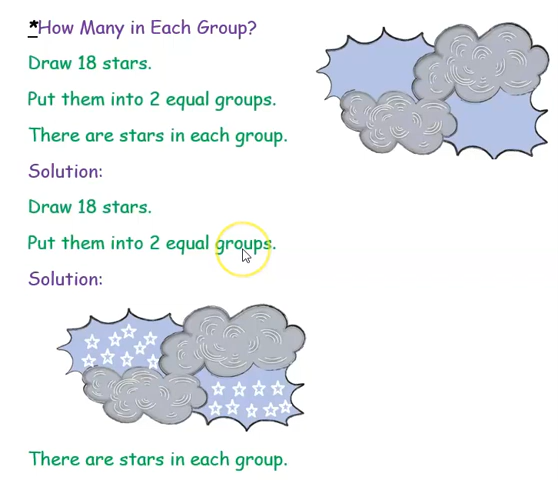 *How Many in Each Group?
Draw 18 stars.
Put them into 2 equal groups.
There are stars in each group.
Solution:
Draw 18 stars.
Put them into 2 equal groups.
Solution:
There are stars in each group.